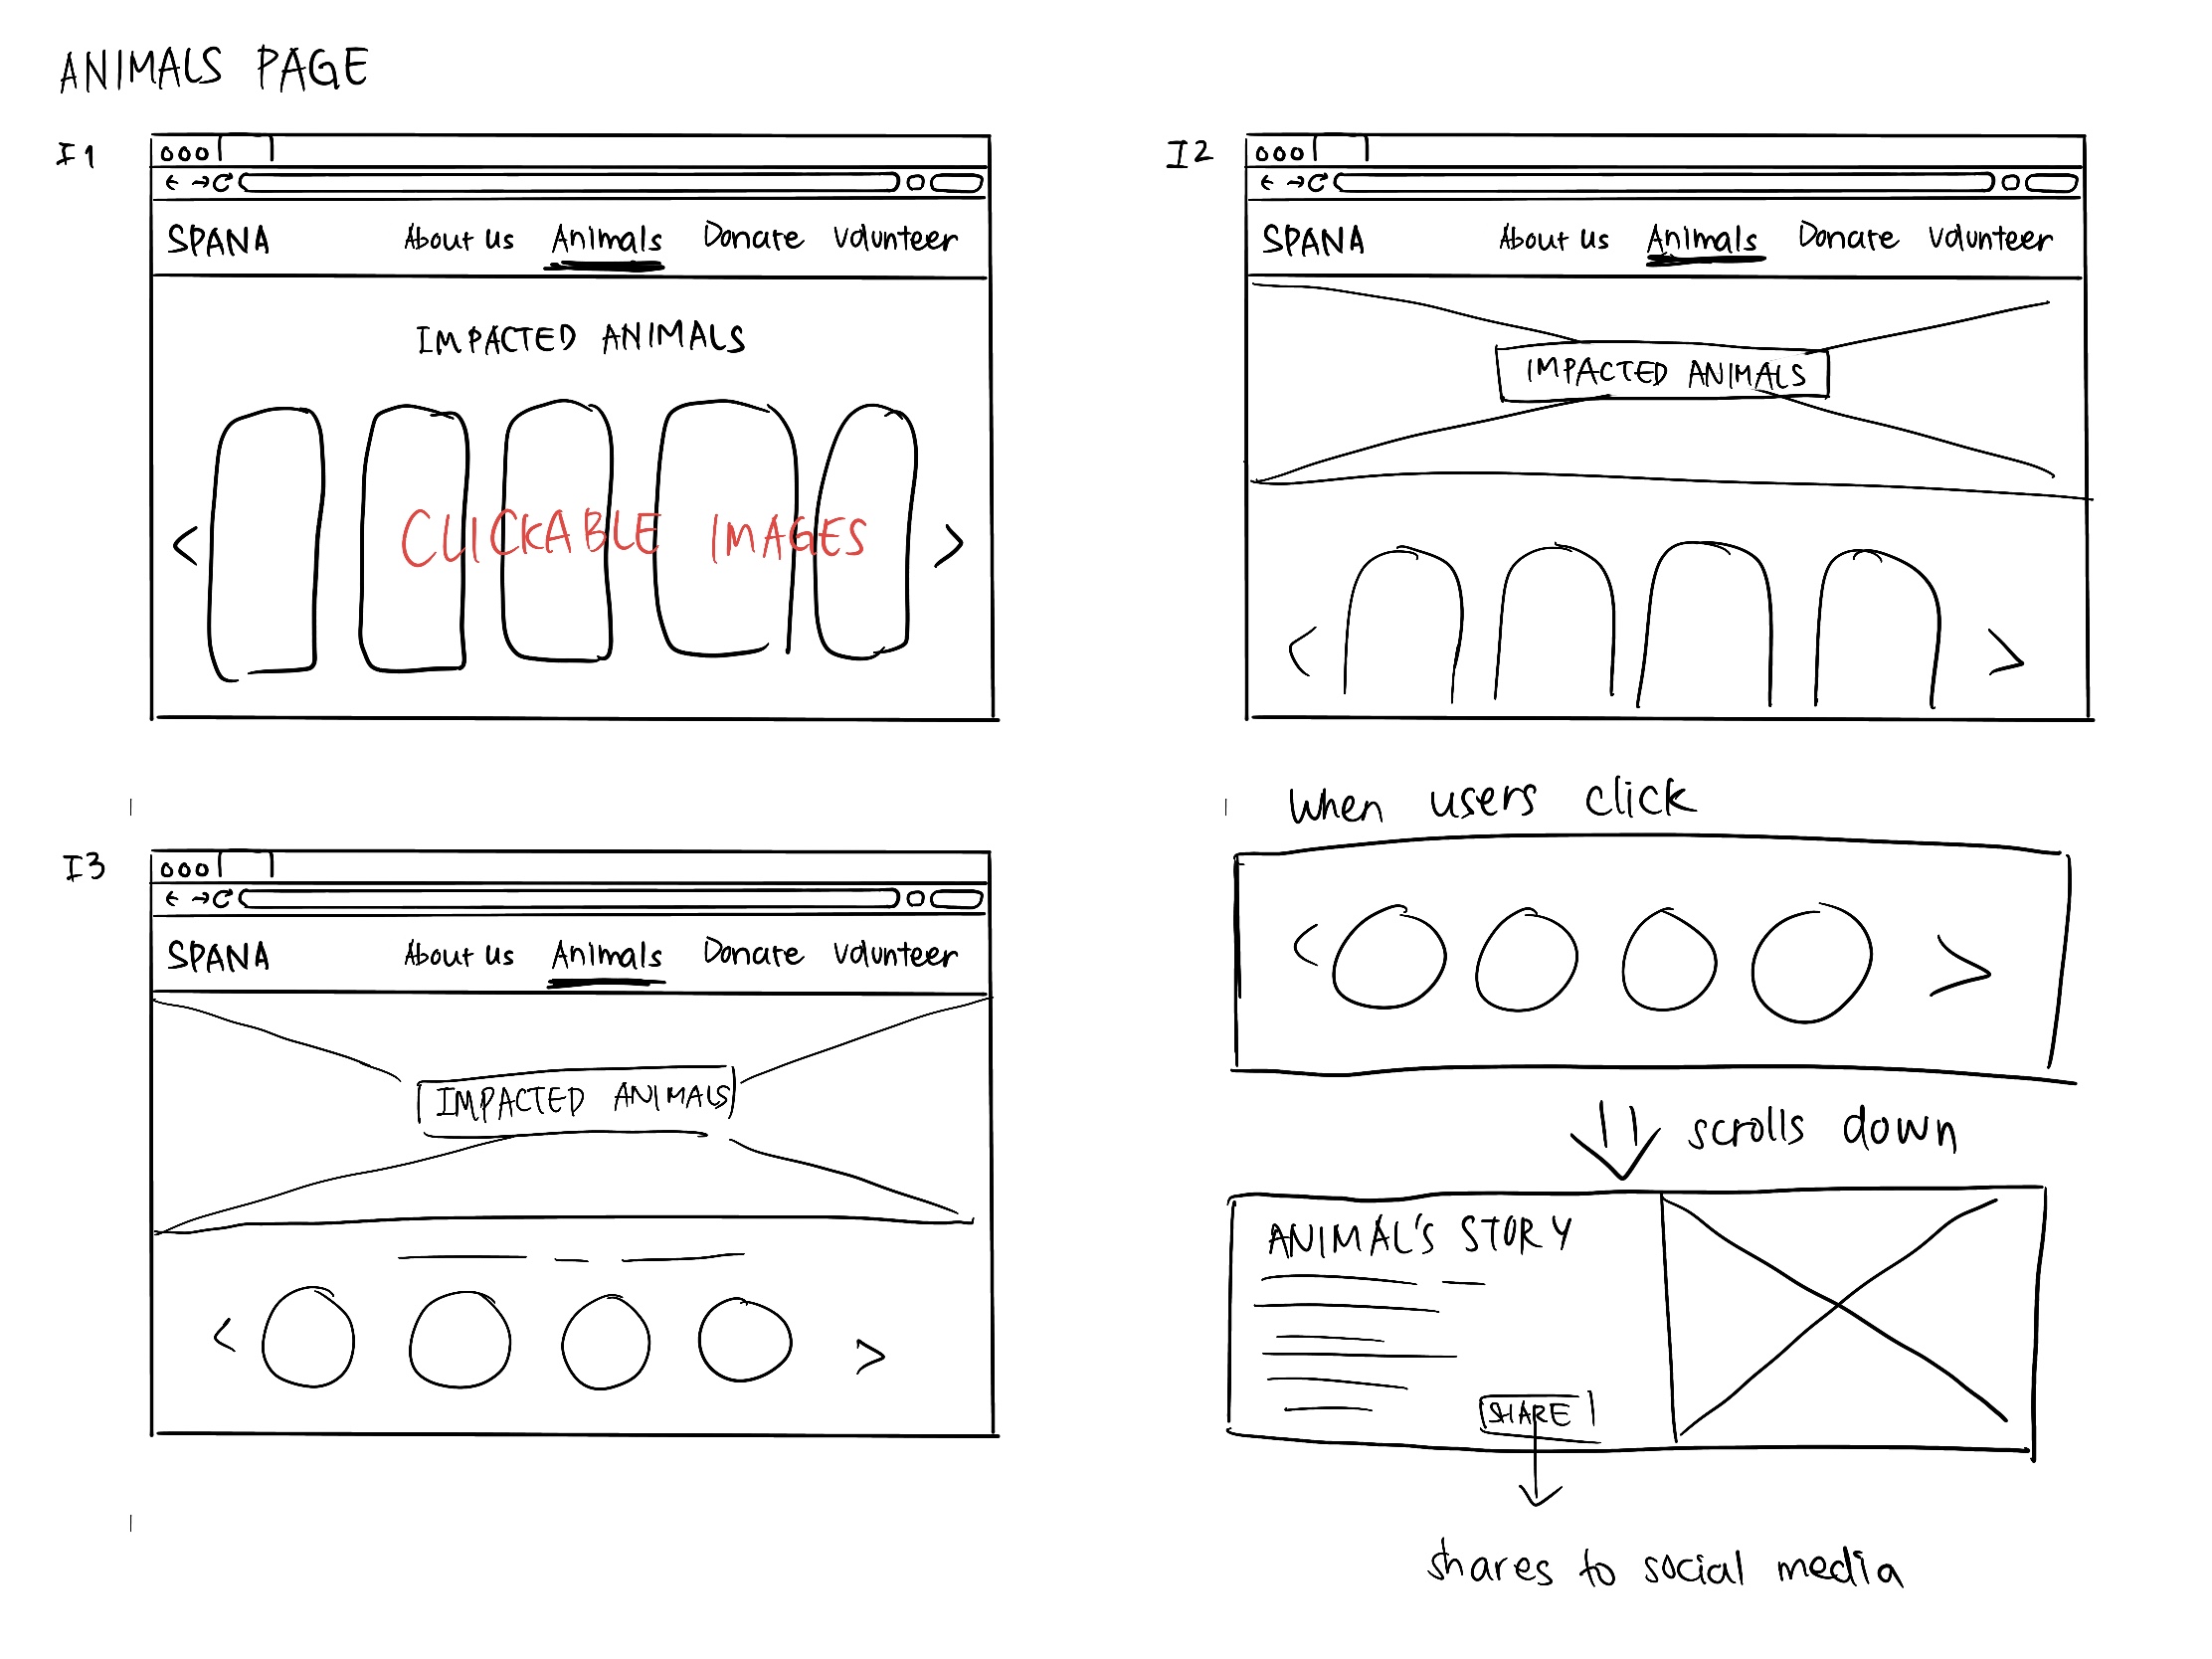 ANIMALS PAGE
I1
SPANA About Us Animals Donate Volunteer
IMPACTED ANIMALS
CLICKABLE IMAGES
I2
SPANA About Us Animals Donate Volunteer
IMPACTED ANIMALS
I3
SPANA About Us Animals Donate Volunteer
IMPACTED ANIMALS
when users click
scrolls down
ANIMAL'S STORY
SHARE
shares to social media